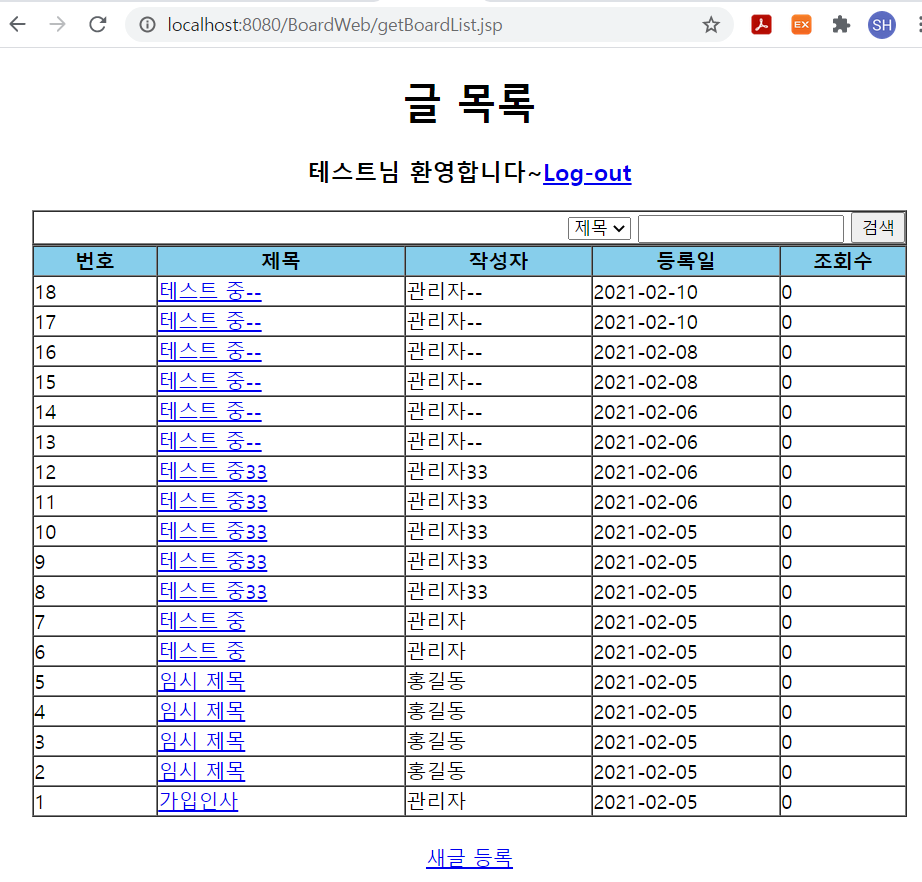 localhost:8080/BoardWeb/getBoardList.jsp
EX
SH
글 목록
테스트님 환영합니다~Log-out
제목 검색
번호 제목 작성자 등록일 조회수
18 테스트 중-- 관리자-- 2021-02-10 0
17 테스트 중-- 관리자-- 2021-02-10 0
16 테스트 중-- 관리자-- 2021-02-08 0
15 테스트 중-- 관리자-- 2021-02-08 0
14 테스트 중-- 관리자-- 2021-02-06 0
13 테스트 중-- 관리자-- 2021-02-06 0
12 테스트 중33 관리자33 2021-02-06 0
11 테스트 중33 관리자33 2021-02-06 0
10 테스트 중33 관리자33 2021-02-05 0
9 테스트 중33 관리자33 2021-02-05 0
8 테스트 중33 관리자33 2021-02-05 0
7 테스트 중 관리자 2021-02-05 0
6 테스트 중 관리자 2021-02-05 0
5 임시 제목 홍길동 2021-02-05 0
4 임시 제목 홍길동 2021-02-05 0
3 임시 제목 홍길동 2021-02-05 0
2 임시 제목 홍길동 2021-02-05 0
1 가입인사 관리자 2021-02-05 0
새글 등록